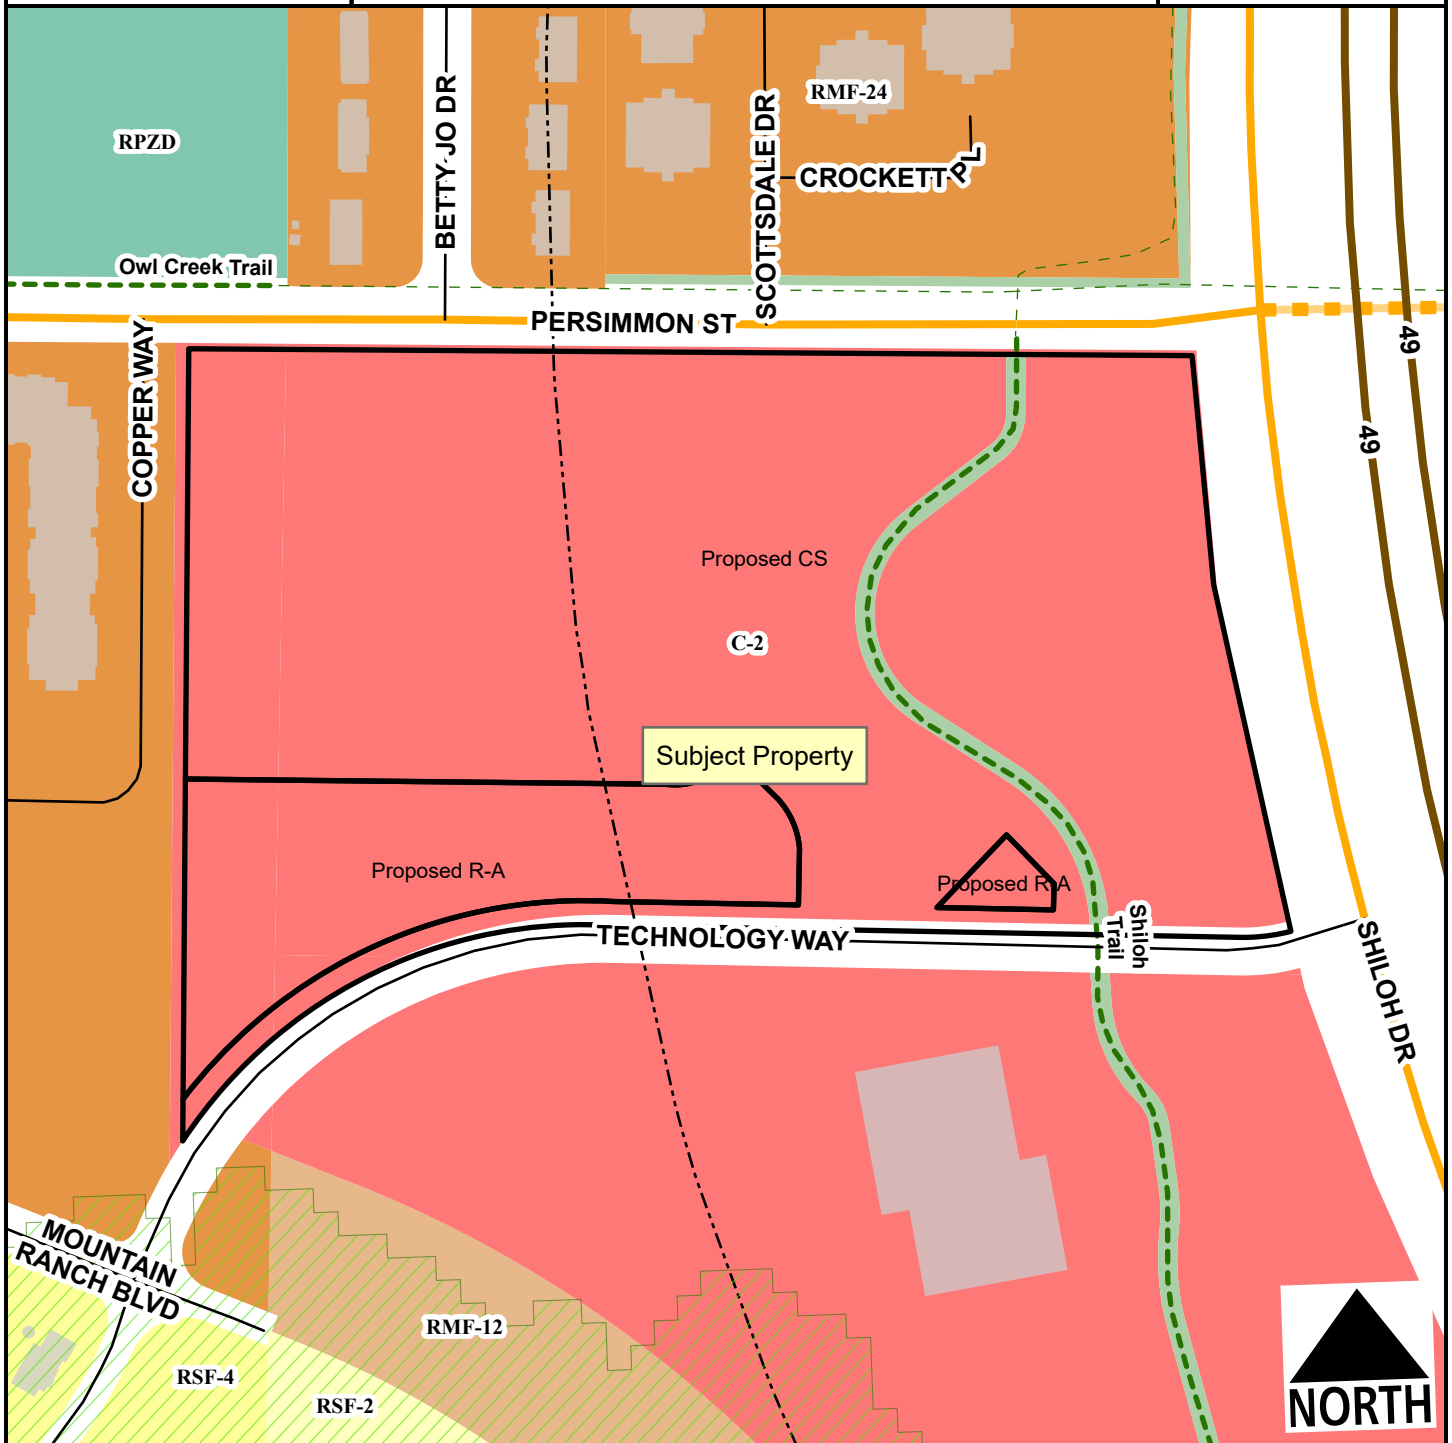 RMF-24
BETTY JO DR
SCOTTSDALE DR
RPZD
CROCKETT PL
Owl Creek Trail
PERSIMMON ST
COPPER WAY
49
49
Proposed CS
C-2
Subject Property
Proposed R-A
Proposed R-A
TECHNOLOGY WAY
Shiloh
Trail
SHILOH DR
MOUNTAIN
RANCH BLVD
RMF-12
RSF-4
RSF-2
NORTH